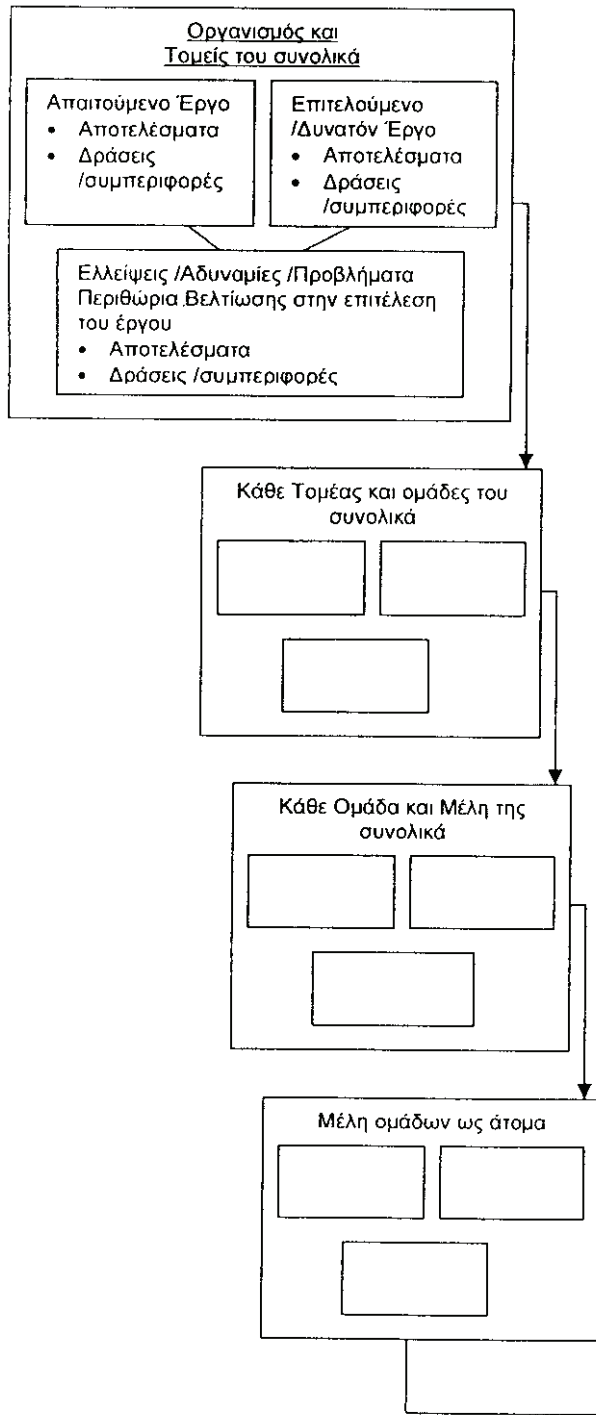 Οργανισμός και
Τομείς του συνολικά
Απαιτούμενο Έργο
• Αποτελέσματα
• Δράσεις
/συμπεριφορές
Επιτελούμενο
/Δυνατόν Έργο
• Αποτελέσματα
• Δράσεις
/συμπεριφορές
Ελλείψεις /Αδυναμίες /Προβλήματα
Περιθώρια Βελτίωσης στην επιτέλεση
του έργου
• Αποτελέσματα
• Δράσεις /συμπεριφορές
Κάθε Τομέας και ομάδες του
συνολικά
Κάθε Ομάδα και Μέλη της
συνολικά
Μέλη ομάδων ως άτομα